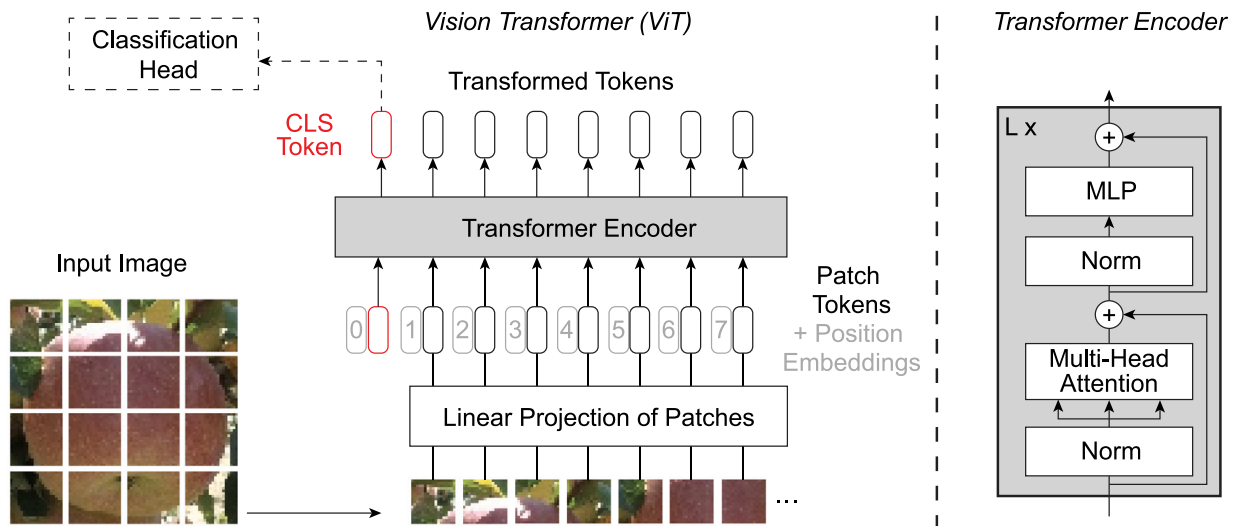 Vision Transformer (ViT)
Transformer Encoder
Classification
Head
Transformed Tokens
CLS
Token
L x
+
MLP
Transformer Encoder
Norm
Input Image
Patch
Tokens
+ Position
Embeddings
0 1 2 3 4 5 6 7
+
Multi-Head
Attention
Linear Projection of Patches
Norm
...